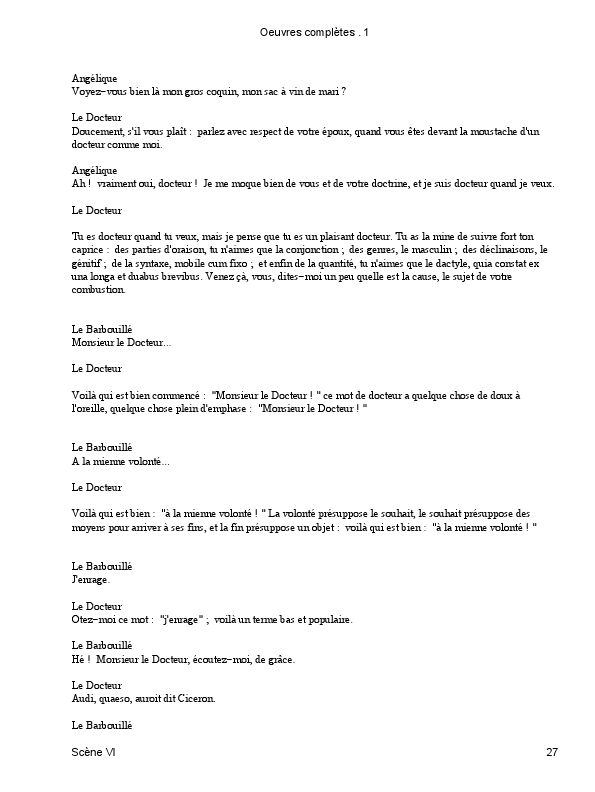 Oeuvres complètes . 1
Angélique
Voyez−vous bien là mon gros coquin, mon sac à vin de mari ?
Le Docteur
Doucement, s'il vous plaît :  parlez avec respect de votre époux, quand vous êtes devant la moustache d'un
docteur comme moi.
Angélique
Ah !  vraiment oui, docteur !  Je me moque bien de vous et de votre doctrine, et je suis docteur quand je veux.
Le Docteur
Tu es docteur quand tu veux, mais je pense que tu es un plaisant docteur. Tu as la mine de suivre fort ton
caprice :  des parties d'oraison, tu n'aimes que la conjonction ;  des genres, le masculin ;  des déclinaisons, le
génitif ;  de la syntaxe, mobile cum fixo ;  et enfin de la quantité, tu n'aimes que le dactyle, quia constat ex
una longa et duabus brevibus. Venez çà, vous, dites−moi un peu quelle est la cause, le sujet de votre
combustion.
Le Barbouillé
Monsieur le Docteur...
Le Docteur
Voilà qui est bien commencé :  "Monsieur le Docteur ! " ce mot de docteur a quelque chose de doux à
l'oreille, quelque chose plein d'emphase :  "Monsieur le Docteur ! "
Le Barbouillé
A la mienne volonté...
Le Docteur
Voilà qui est bien :  "à la mienne volonté ! " La volonté présuppose le souhait, le souhait présuppose des
moyens pour arriver à ses fins, et la fin présuppose un objet :  voilà qui est bien :  "à la mienne volonté ! "
Le Barbouillé
J'enrage.
Le Docteur
Otez−moi ce mot :  "j'enrage" ;  voilà un terme bas et populaire.
Le Barbouillé
Hé !  Monsieur le Docteur, écoutez−moi, de grâce.
Le Docteur
Audi, quaeso, auroit dit Ciceron.
Le Barbouillé
Scène VI 27